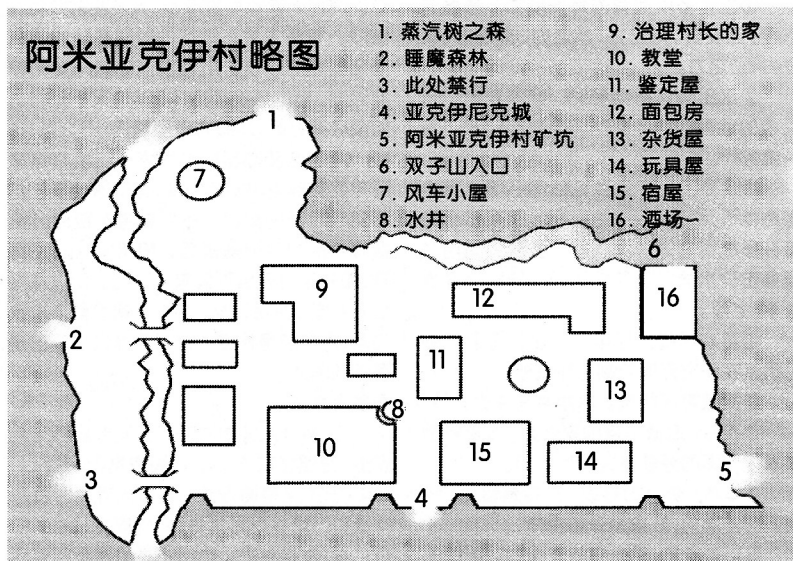 阿米亚克伊村略图
1. 蒸汽树之森
2. 睡魔森林
3. 此处禁行
4. 亚克伊尼克城
5. 阿米亚克伊村矿坑
6. 双子山入口
7. 风车小屋
8. 水井
9. 治理村长的家
10. 教堂
11. 鉴定屋
12. 面包房
13. 杂货屋
14. 玩具屋
15. 宿屋
16. 酒场
1
7
6
9
12
16
2
11
13
8
10
15
14
3
5
4